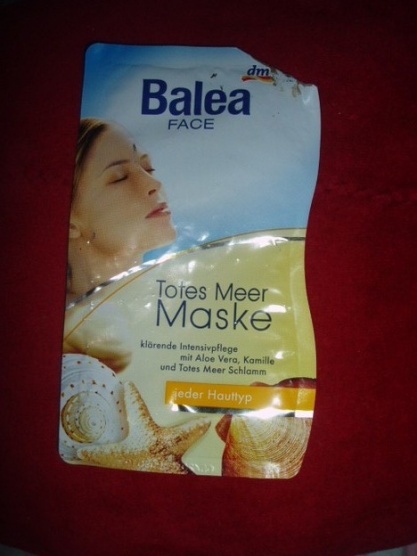 dm
Balea
FACE
Totes Meer
Maske
klärende Intensivpflege
mit Aloe Vera, Kamille
und Totes Meer Schlamm
jeder Hauttyp